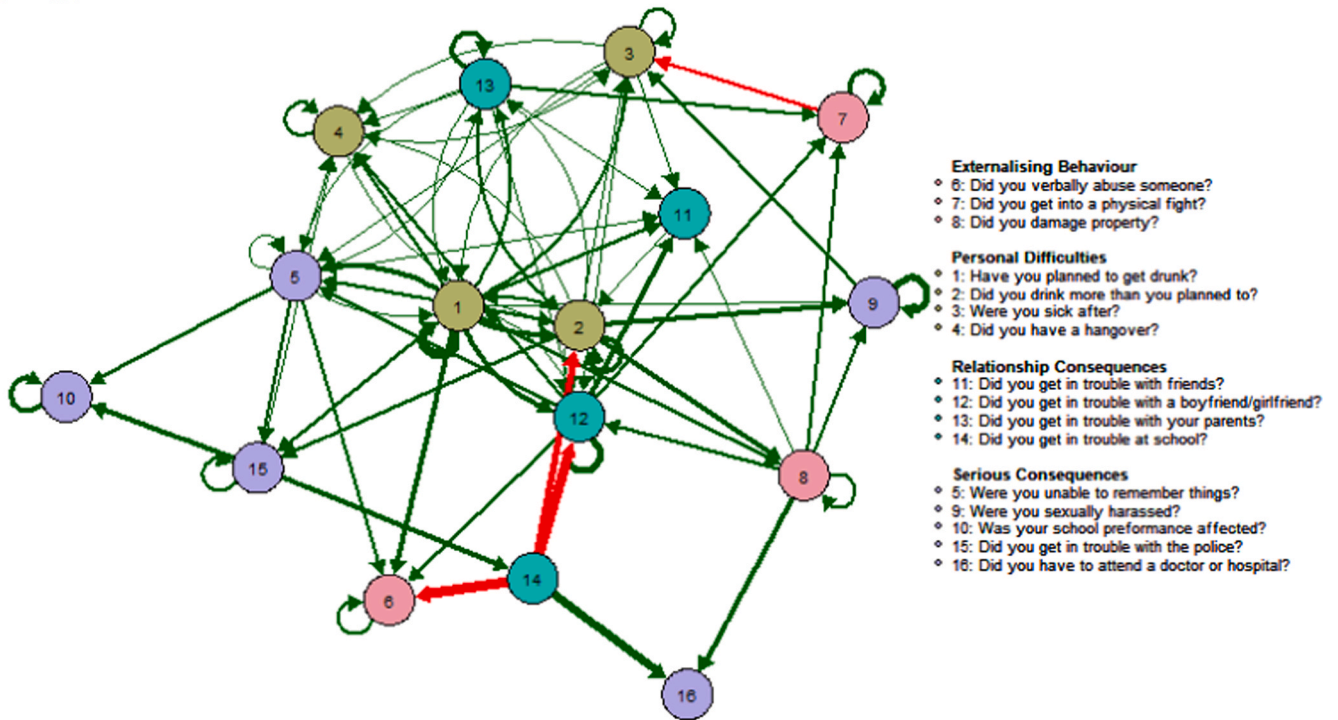 3
13
7
4
11
5
1
2
9
10
12
15
8
14
6
16
Externalising Behaviour
6: Did you verbally abuse someone?
7: Did you get into a physical fight?
8: Did you damage property?
Personal Difficulties
1: Have you planned to get drunk?
2: Did you drink more than you planned to?
3: Were you sick after?
4: Did you have a hangover?
Relationship Consequences
11: Did you get in trouble with friends?
12: Did you get in trouble with a boyfriend/girlfriend?
13: Did you get in trouble with your parents?
14: Did you get in trouble at school?
Serious Consequences
5: Were you unable to remember things?
9: Were you sexually harassed?
10: Was your school preformance affected?
15: Did you get in trouble with the police?
16: Did you have to attend a doctor or hospital?